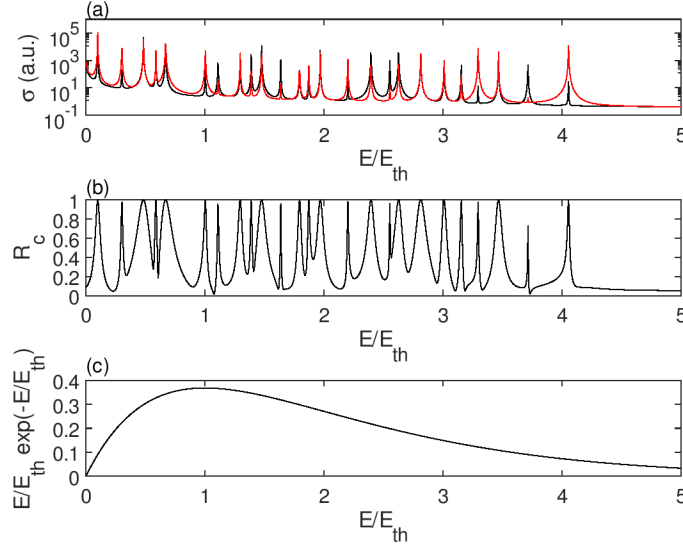 (a)
σ (a.u.)
10^5
10^3
10^1
10^-1
0 1 2 3 4 5
E/E_th
(b)
R_c
1
0.8
0.6
0.4
0.2
0
0 1 2 3 4 5
E/E_th
(c)
E/E_th exp(-E/E_th)
0.4
0.3
0.2
0.1
0
0 1 2 3 4 5
E/E_th